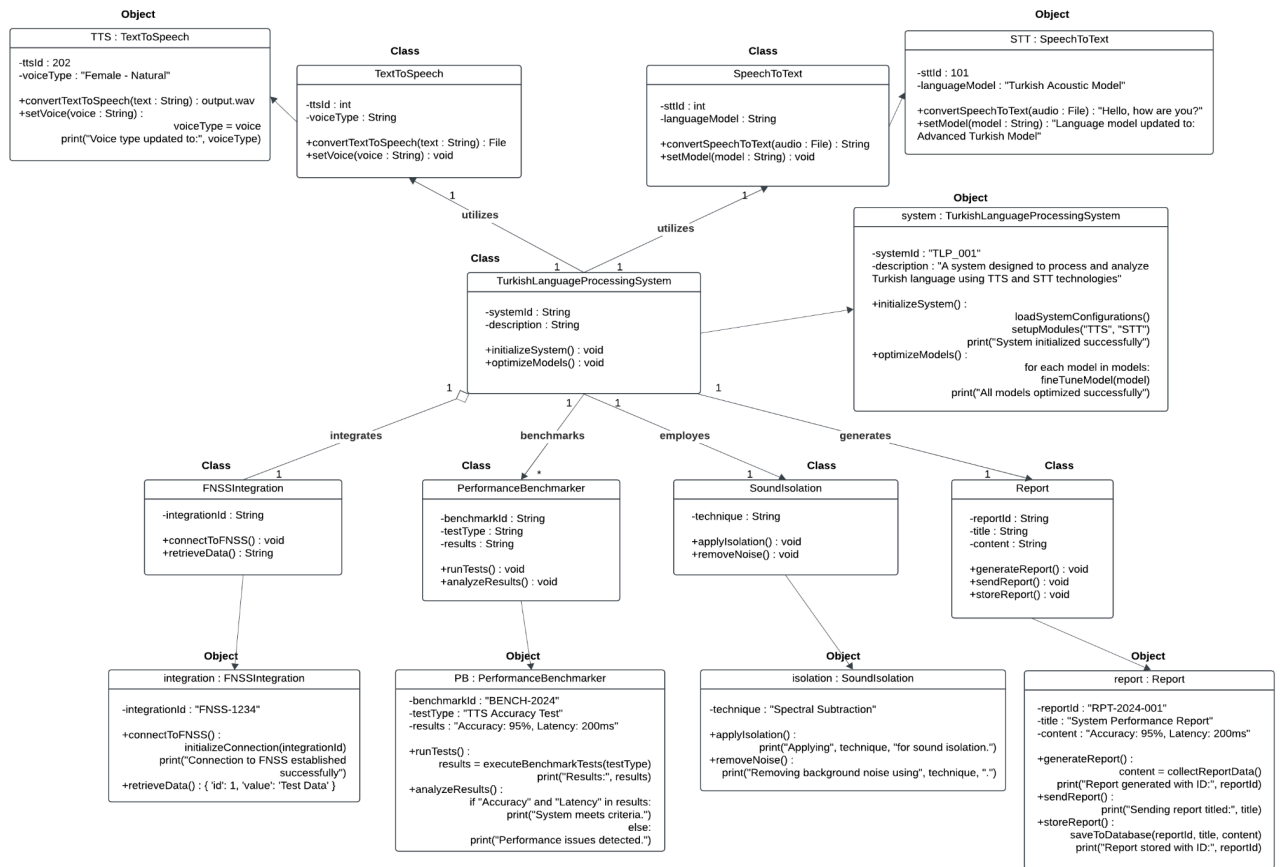 Object
TTS : TextToSpeech
-ttsId : 202
-voiceType : "Female - Natural"
+convertTextToSpeech(text : String) : output.wav
+setVoice(voice : String) :
voiceType = voice
print("Voice type updated to:", voiceType)
Class
TextToSpeech
-ttsId : int
-voiceType : String
+convertTextToSpeech(text : String) : File
+setVoice(voice : String) : void
Class
SpeechToText
-sttId : int
-languageModel : String
+convertSpeechToText(audio : File) : String
+setModel(model : String) : void
Object
STT : SpeechToText
-sttId : 101
-languageModel : "Turkish Acoustic Model"
+convertSpeechToText(audio : File) : "Hello, how are you?"
+setModel(model : String) : "Language model updated to:
Advanced Turkish Model"
1
utilizes
1
1
utilizes
1
Class
TurkishLanguageProcessingSystem
-systemId : String
-description : String
+initializeSystem() : void
+optimizeModels() : void
Object
system : TurkishLanguageProcessingSystem
-systemId : "TLP_001"
-description : "A system designed to process and analyze
Turkish language using TTS and STT technologies"
+initializeSystem() :
loadSystemConfigurations()
setupModules("TTS", "STT")
print("System initialized successfully")
+optimizeModels() :
for each model in models:
fineTuneModel(model)
print("All models optimized successfully")
1
integrates
1
1
benchmarks
*
1
employes
1
1
generates
1
Class
FNSSIntegration
-integrationId : String
+connectToFNSS() : void
+retrieveData() : String
Class
PerformanceBenchmarker
-benchmarkId : String
-testType : String
-results : String
+runTests() : void
+analyzeResults() : void
Class
SoundIsolation
-technique : String
+applyIsolation() : void
+removeNoise() : void
Class
Report
-reportId : String
-title : String
-content : String
+generateReport() : void
+sendReport() : void
+storeReport() : void
Object
integration : FNSSIntegration
-integrationId : "FNSS-1234"
+connectToFNSS() :
initializeConnection(integrationId)
print("Connection to FNSS established
successfully")
+retrieveData() : { 'id': 1, 'value': 'Test Data' }
Object
PB : PerformanceBenchmarker
-benchmarkId : "BENCH-2024"
-testType : "TTS Accuracy Test"
-results : "Accuracy: 95%, Latency: 200ms"
+runTests() :
results = executeBenchmarkTests(testType)
print("Results:", results)
+analyzeResults() :
if "Accuracy" and "Latency" in results:
print("System meets criteria.")
else:
print("Performance issues detected.")
Object
isolation : SoundIsolation
-technique : "Spectral Subtraction"
+applyIsolation() :
print("Applying", technique, "for sound isolation.")
+removeNoise() :
print("Removing background noise using", technique, ".")
Object
report : Report
-reportId : "RPT-2024-001"
-title : "System Performance Report"
-content : "Accuracy: 95%, Latency: 200ms"
+generateReport() :
content = collectReportData()
print("Report generated with ID:", reportId)
+sendReport() :
print("Sending report titled:", title)
+storeReport() :
saveToDatabase(reportId, title, content)
print("Report stored with ID:", reportId)